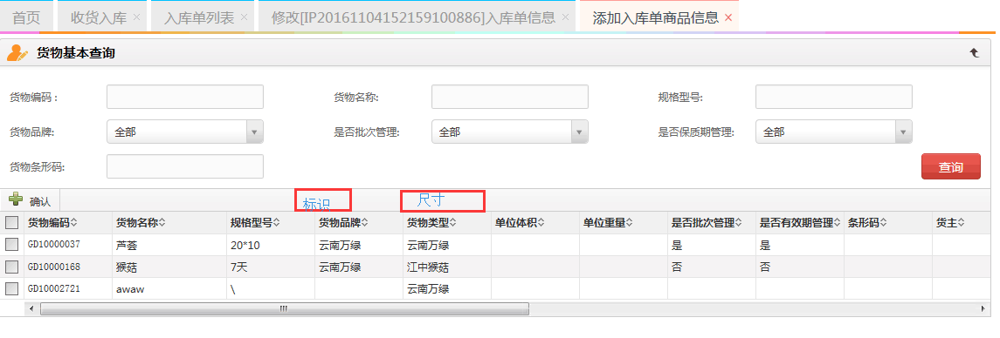 首页 收货入库 入库单列表 修改[IP20161104152159100886]入库单信息 添加入库单商品信息
货物基本查询
货物编码： 货物名称: 规格型号:
货物品牌: 全部 是否批次管理: 全部 是否保质期管理: 全部
货物条形码: 查询
确认 标识 尺寸
货物编码 货物名称 规格型号 货物品牌 货物类型 单位体积 单位重量 是否批次管理 是否有效期管理 条形码 货主
GD10000037 芦荟 20*10 云南万绿 云南万绿 是 是
GD10000168 猴菇 7天 云南万绿 江中猴菇 否 否
GD10002721 awaw \ 云南万绿